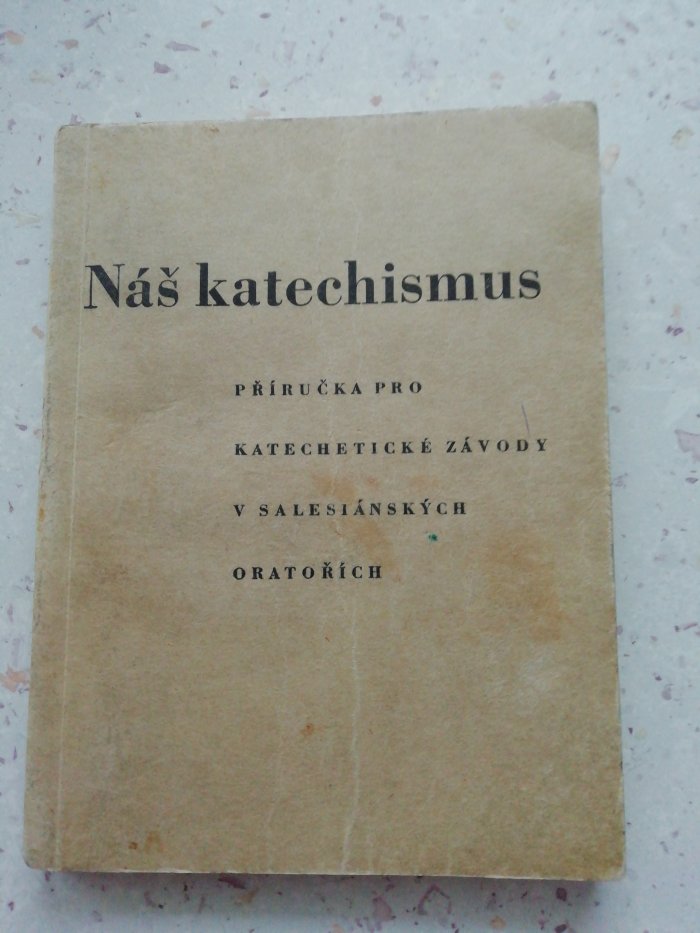 Náš katechismus
PŘÍRUČKA PRO
KATECHETICKÉ ZÁVODY
V SALESIÁNSKÝCH
ORATOŘÍCH